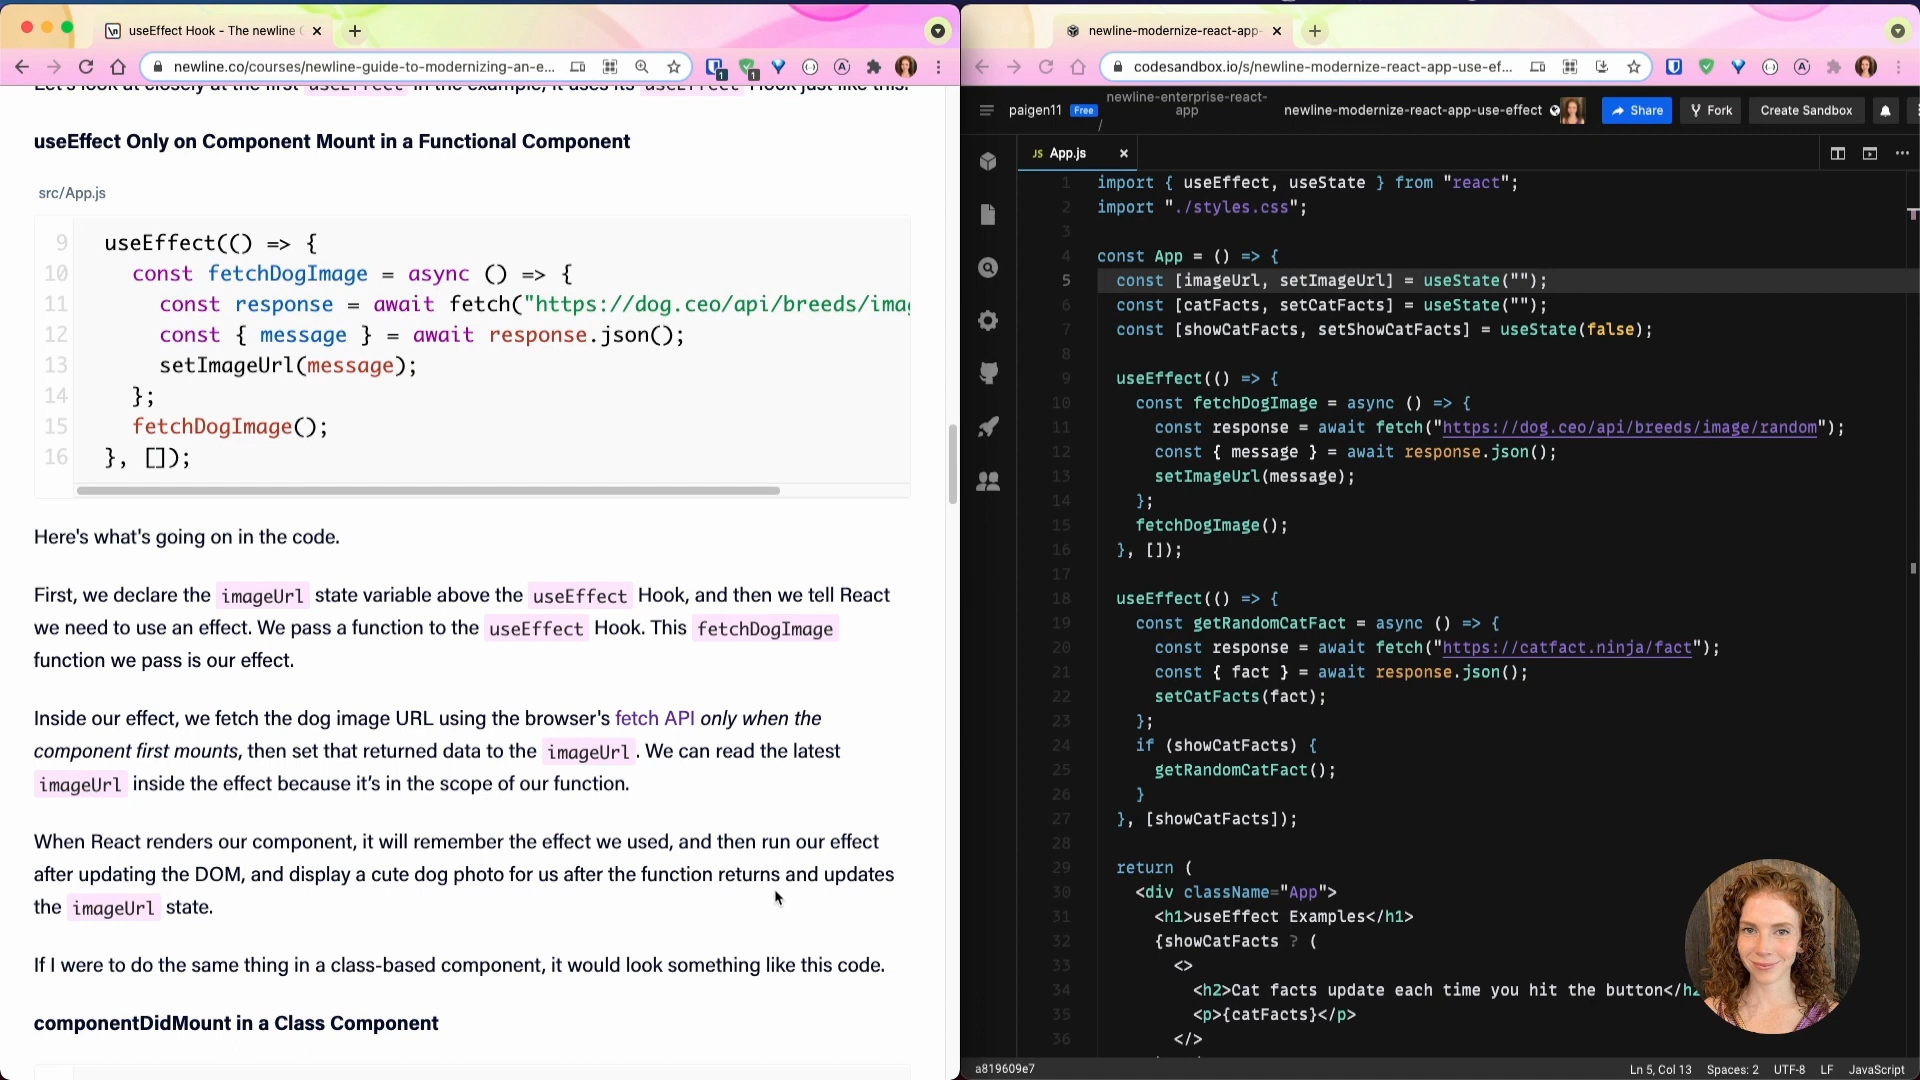 useEffect Hook - The newline
newline.co/courses/newline-guide-to-modernizing-an-e...
useEffect Only on Component Mount in a Functional Component
src/App.js
9 useEffect(() => {
10 const fetchDogImage = async () => {
11 const response = await fetch("https://dog.ceo/api/breeds/imag
12 const { message } = await response.json();
13 setImageUrl(message);
14 };
15 fetchDogImage();
16 }, []);
Here's what's going on in the code.
First, we declare the imageUrl state variable above the useEffect Hook, and then we tell React
we need to use an effect. We pass a function to the useEffect Hook. This fetchDogImage
function we pass is our effect.
Inside our effect, we fetch the dog image URL using the browser's fetch API only when the
component first mounts, then set that returned data to the imageUrl. We can read the latest
imageUrl inside the effect because it’s in the scope of our function.
When React renders our component, it will remember the effect we used, and then run our effect
after updating the DOM, and display a cute dog photo for us after the function returns and updates
the imageUrl state.
If I were to do the same thing in a class-based component, it would look something like this code.
componentDidMount in a Class Component
newline-modernize-react-app-
codesandbox.io/s/newline-modernize-react-app-use-ef...
paigen11 Free
newline-enterprise-react-
app
/
newline-modernize-react-app-use-effect
Share
Fork
Create Sandbox
JS App.js
1 import { useEffect, useState } from "react";
2 import "./styles.css";
3
4 const App = () => {
5 const [imageUrl, setImageUrl] = useState("");
6 const [catFacts, setCatFacts] = useState("");
7 const [showCatFacts, setShowCatFacts] = useState(false);
8
9 useEffect(() => {
10 const fetchDogImage = async () => {
11 const response = await fetch("https://dog.ceo/api/breeds/image/random");
12 const { message } = await response.json();
13 setImageUrl(message);
14 };
15 fetchDogImage();
16 }, []);
17
18 useEffect(() => {
19 const getRandomCatFact = async () => {
20 const response = await fetch("https://catfact.ninja/fact");
21 const { fact } = await response.json();
22 setCatFacts(fact);
23 };
24 if (showCatFacts) {
25 getRandomCatFact();
26 }
27 }, [showCatFacts]);
28
29 return (
30 <div className="App">
31 <h1>useEffect Examples</h1>
32 {showCatFacts ? (
33 <>
34 <h2>Cat facts update each time you hit the button</h2
35 <p>{catFacts}</p>
36 </>
a819609e7
Ln 5, Col 13 Spaces: 2 UTF-8 LF JavaScript